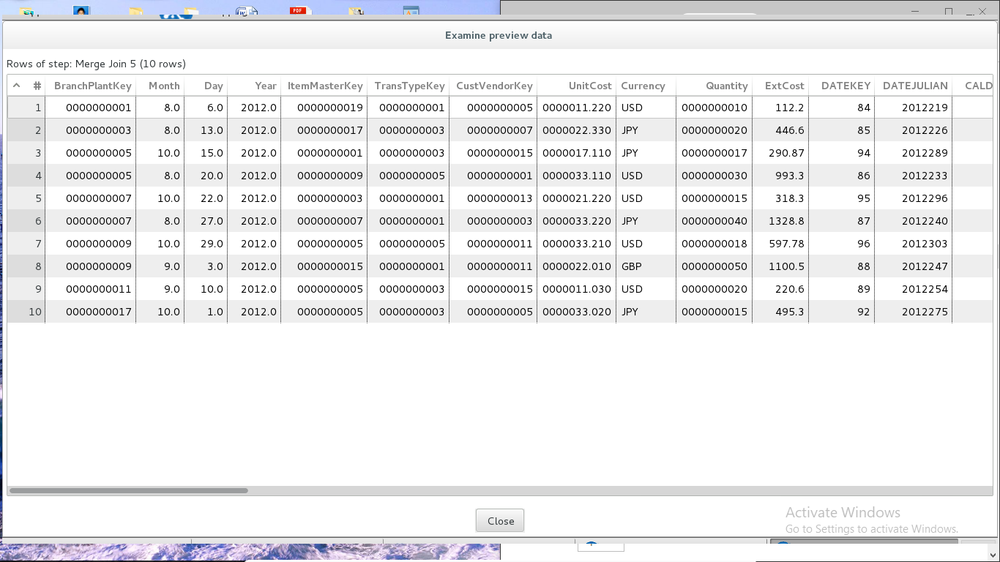 PDF
Examine preview data
Rows of step: Merge Join 5 (10 rows)
# BranchPlantKey Month Day Year ItemMasterKey TransTypeKey CustVendorKey UnitCost Currency Quantity ExtCost DATEKEY DATEJULIAN CALD
1 0000000001 8.0 6.0 2012.0 0000000019 0000000001 0000000005 0000011.220 USD 0000000010 112.2 84 2012219
2 0000000003 8.0 13.0 2012.0 0000000017 0000000003 0000000007 0000022.330 JPY 0000000020 446.6 85 2012226
3 0000000005 10.0 15.0 2012.0 0000000001 0000000003 0000000015 0000017.110 JPY 0000000017 290.87 94 2012289
4 0000000005 8.0 20.0 2012.0 0000000009 0000000005 0000000001 0000033.110 USD 0000000030 993.3 86 2012233
5 0000000007 10.0 22.0 2012.0 0000000003 0000000001 0000000013 0000021.220 USD 0000000015 318.3 95 2012296
6 0000000007 8.0 27.0 2012.0 0000000007 0000000001 0000000003 0000033.220 JPY 0000000040 1328.8 87 2012240
7 0000000009 10.0 29.0 2012.0 0000000005 0000000005 0000000011 0000033.210 USD 0000000018 597.78 96 2012303
8 0000000009 9.0 3.0 2012.0 0000000015 0000000001 0000000011 0000022.010 GBP 0000000050 1100.5 88 2012247
9 0000000011 9.0 10.0 2012.0 0000000005 0000000003 0000000015 0000011.030 USD 0000000020 220.6 89 2012254
10 0000000017 10.0 1.0 2012.0 0000000005 0000000003 0000000005 0000033.020 JPY 0000000015 495.3 92 2012275
Close
Activate Windows
Go to Settings to activate Windows.